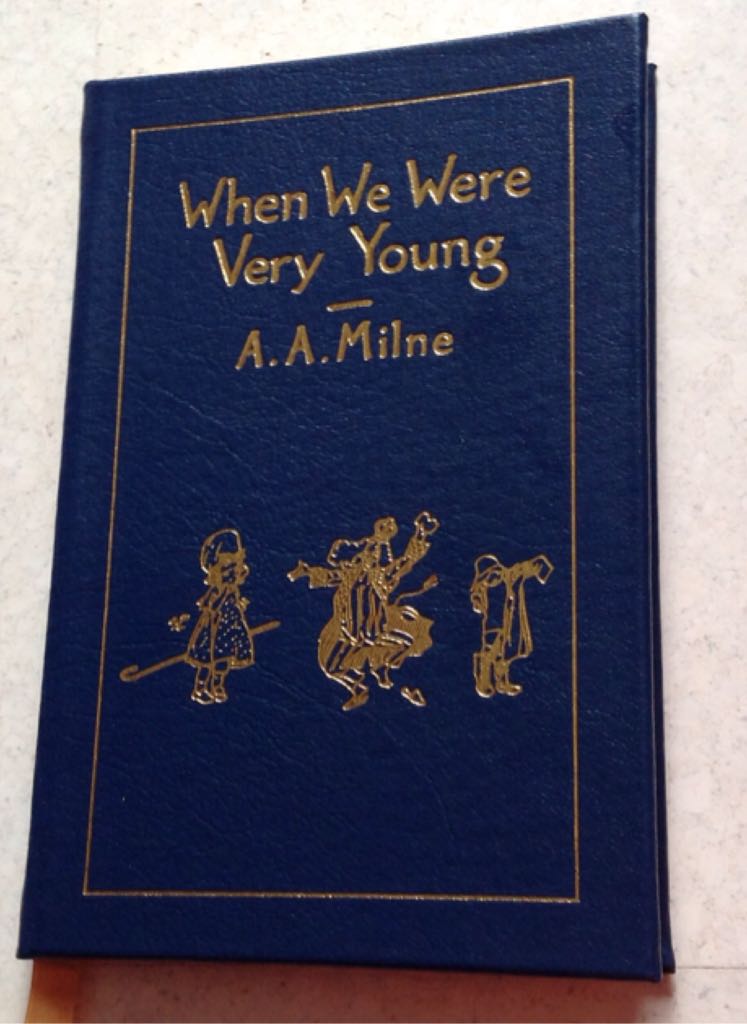 When We Were
Very Young
—
A.A.Milne